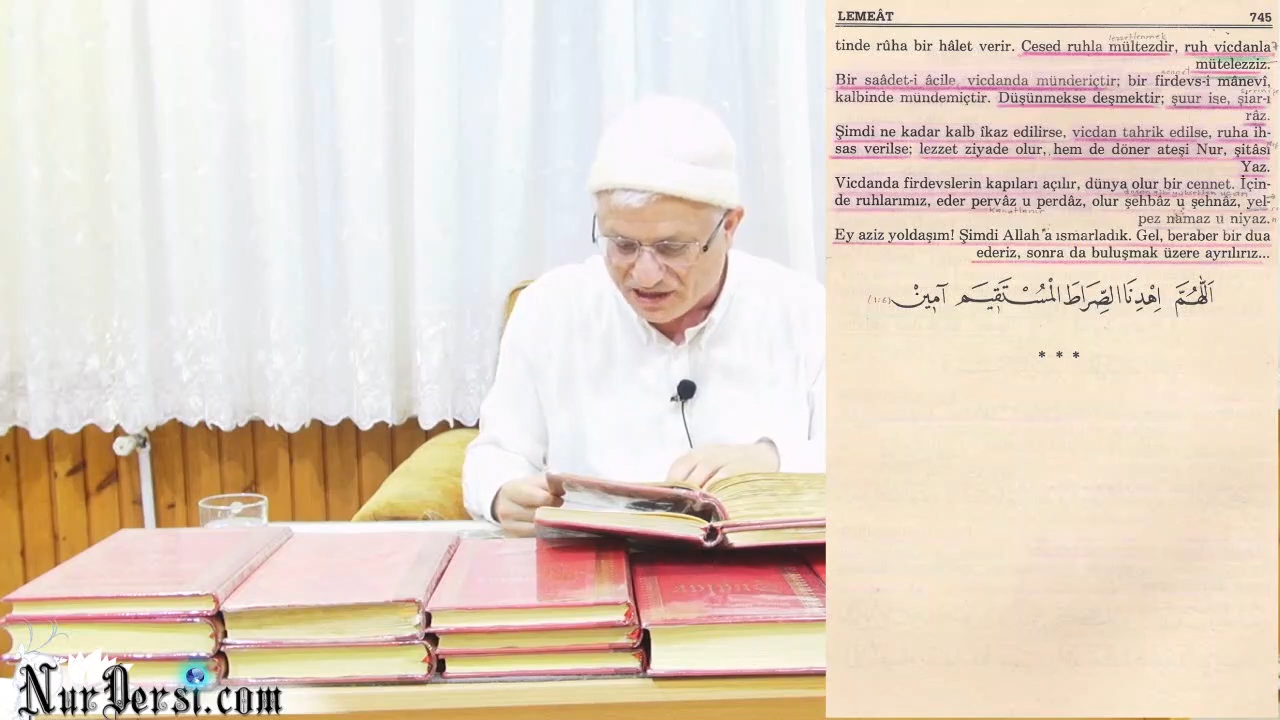 LEMEÂT 745
tinde rûha bir hâlet verir. Cesed ruhla mültezdir, ruh vicdanla
mütelezziz.
Bir saâdet-i âcile, vicdanda münderiçtir; bir firdevs-i mânevî,
kalbinde mündemiçtir. Düşünmekse deşmektir; şuur ise, şiar-ı
râz.
Şimdi ne kadar kalb îkaz edilirse, vicdan tahrik edilse, ruha ih-
sas verilse; lezzet ziyade olur, hem de döner ateşi Nur, şitâsı
Yaz.
Vicdanda firdevslerin kapıları açılır, dünya olur bir cennet. İçin-
de ruhlarımız, eder pervâz u perdâz, olur şehbâz u şehnâz, yel-
pez namaz u niyaz.
Ey aziz yoldaşım! Şimdi Allah'a ısmarladık. Gel, beraber bir dua
ederiz, sonra da buluşmak üzere ayrılırız...
اَللّٰهُمَّ اِهْدِنَا الصِّرَاطَ الْمُسْتَقِيمَ آمِينْ (1:6)
* * *
NurDersi.com